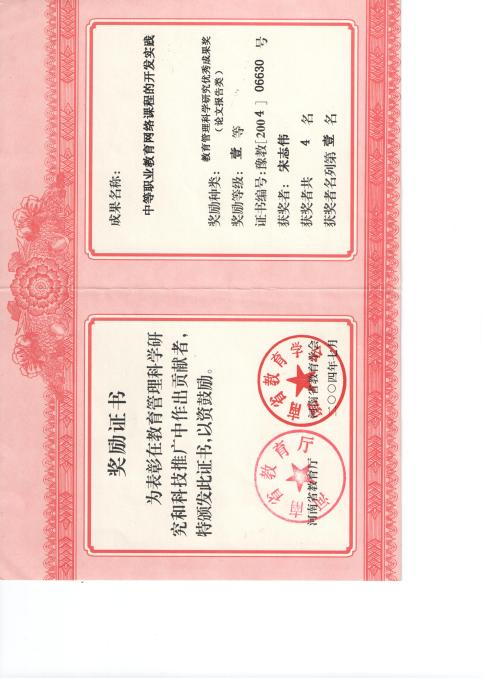 奖励证书
为表彰在教育管理科学研
究和科技推广中作出贡献者，
特颁发此证书，以资鼓励。
河南省教育厅
河南省教育学会
二〇〇四年七月
成果名称：
中等职业教育网络课程的开发实践
奖励种类：教育管理科学研究优秀成果奖
（论文报告类）
奖励等级：壹 等
证书编号：豫教[2004] 06630 号
获奖者：宋志伟
获奖者共 4 名
获奖者名列第 壹 名